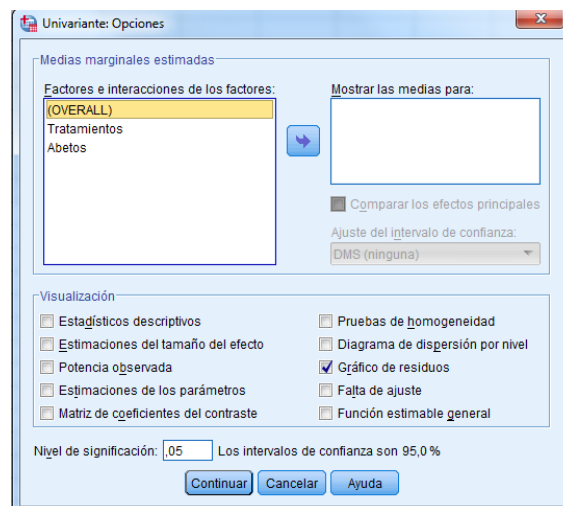 Univariante: Opciones
Medias marginales estimadas
Factores e interacciones de los factores:
(OVERALL)
Tratamientos
Abetos
Mostrar las medias para:
Comparar los efectos principales
Ajuste del intervalo de confianza:
DMS (ninguna)
Visualización
Estadísticos descriptivos
Estimaciones del tamaño del efecto
Potencia observada
Estimaciones de los parámetros
Matriz de coeficientes del contraste
Pruebas de homogeneidad
Diagrama de dispersión por nivel
Gráfico de residuos
Falta de ajuste
Función estimable general
Nivel de significación: ,05 Los intervalos de confianza son 95,0 %
Continuar Cancelar Ayuda